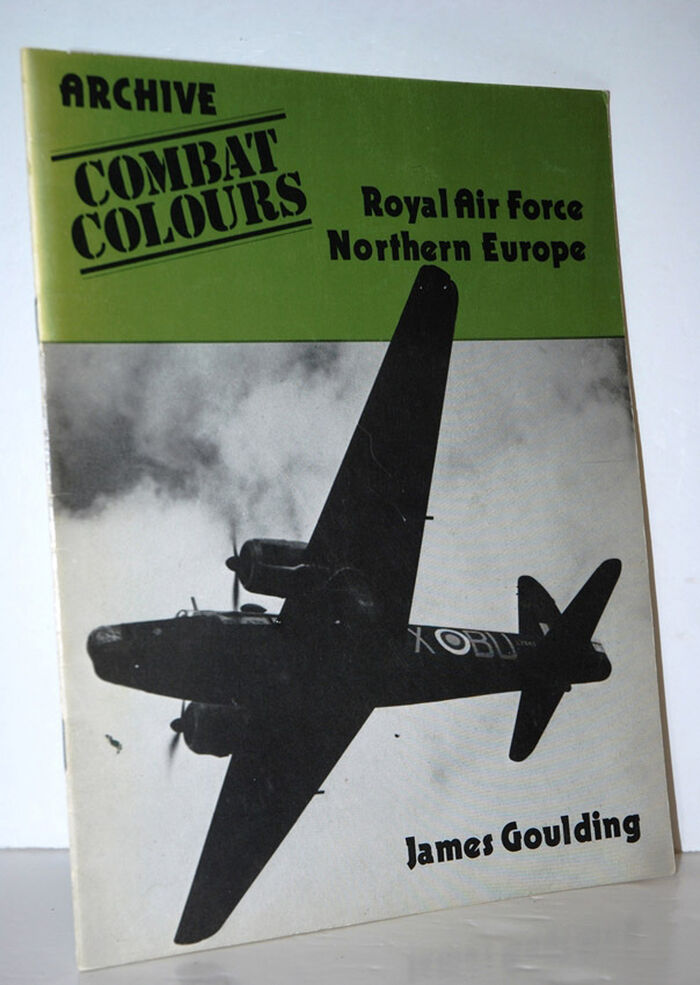 ARCHIVE
COMBAT
COLOURS
Royal Air Force
Northern Europe
X BU
James Goulding